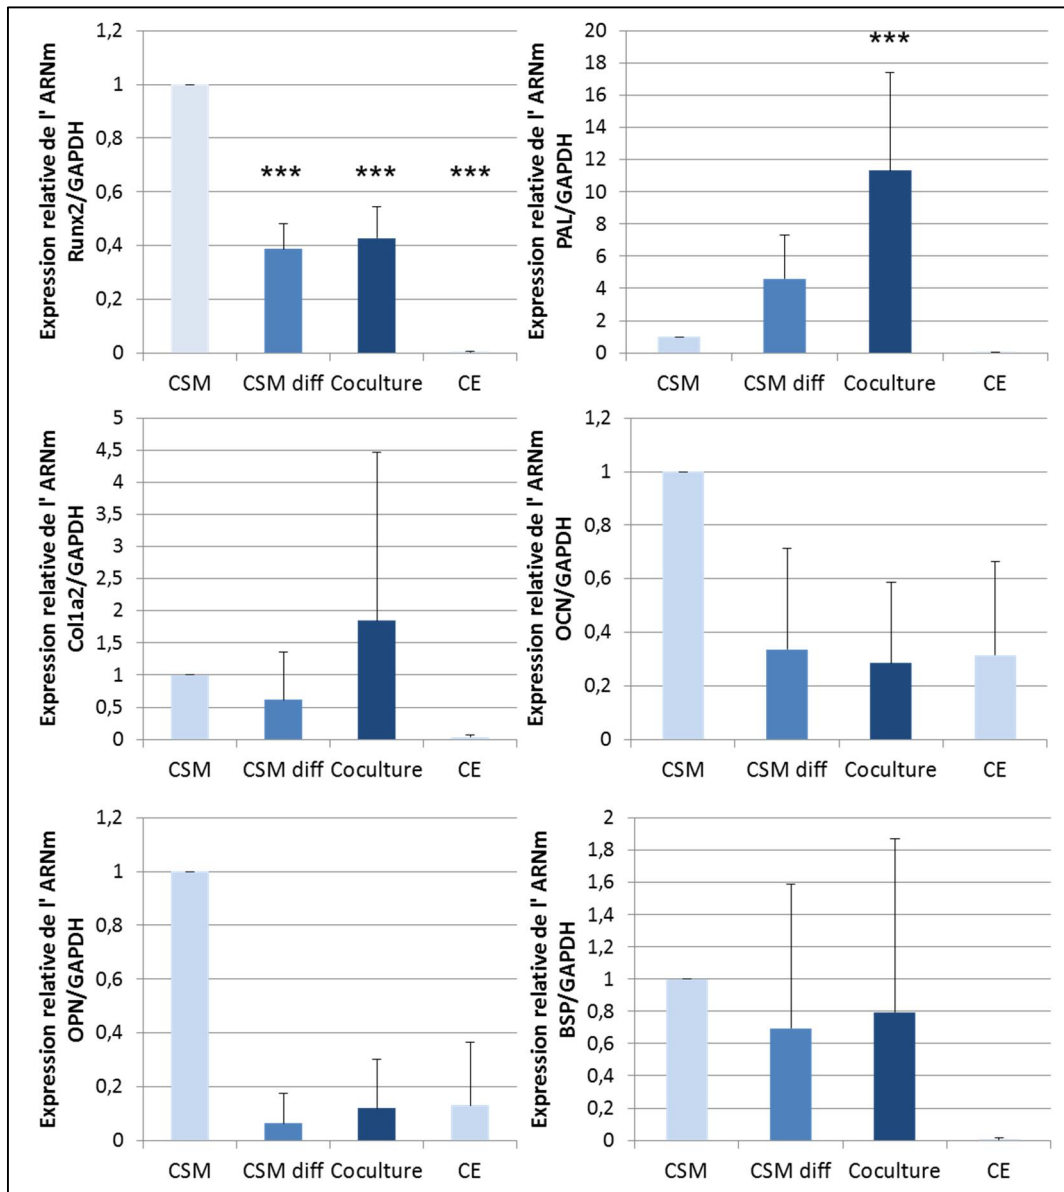 Expression relative de l' ARNm
Runx2/GAPDH
1,2
1
0,8
0,6
0,4
0,2
0
***
***
***
CSM
CSM diff
Coculture
CE
Expression relative de l' ARNm
PAL/GAPDH
20
18
16
14
12
10
8
6
4
2
0
***
CSM
CSM diff
Coculture
CE
Expression relative de l' ARNm
Col1a2/GAPDH
5
4,5
4
3,5
3
2,5
2
1,5
1
0,5
0
CSM
CSM diff
Coculture
CE
Expression relative de l' ARNm
OCN/GAPDH
1,2
1
0,8
0,6
0,4
0,2
0
CSM
CSM diff
Coculture
CE
Expression relative de l' ARNm
OPN/GAPDH
1,2
1
0,8
0,6
0,4
0,2
0
CSM
CSM diff
Coculture
CE
Expression relative de l' ARNm
BSP/GAPDH
2
1,8
1,6
1,4
1,2
1
0,8
0,6
0,4
0,2
0
CSM
CSM diff
Coculture
CE